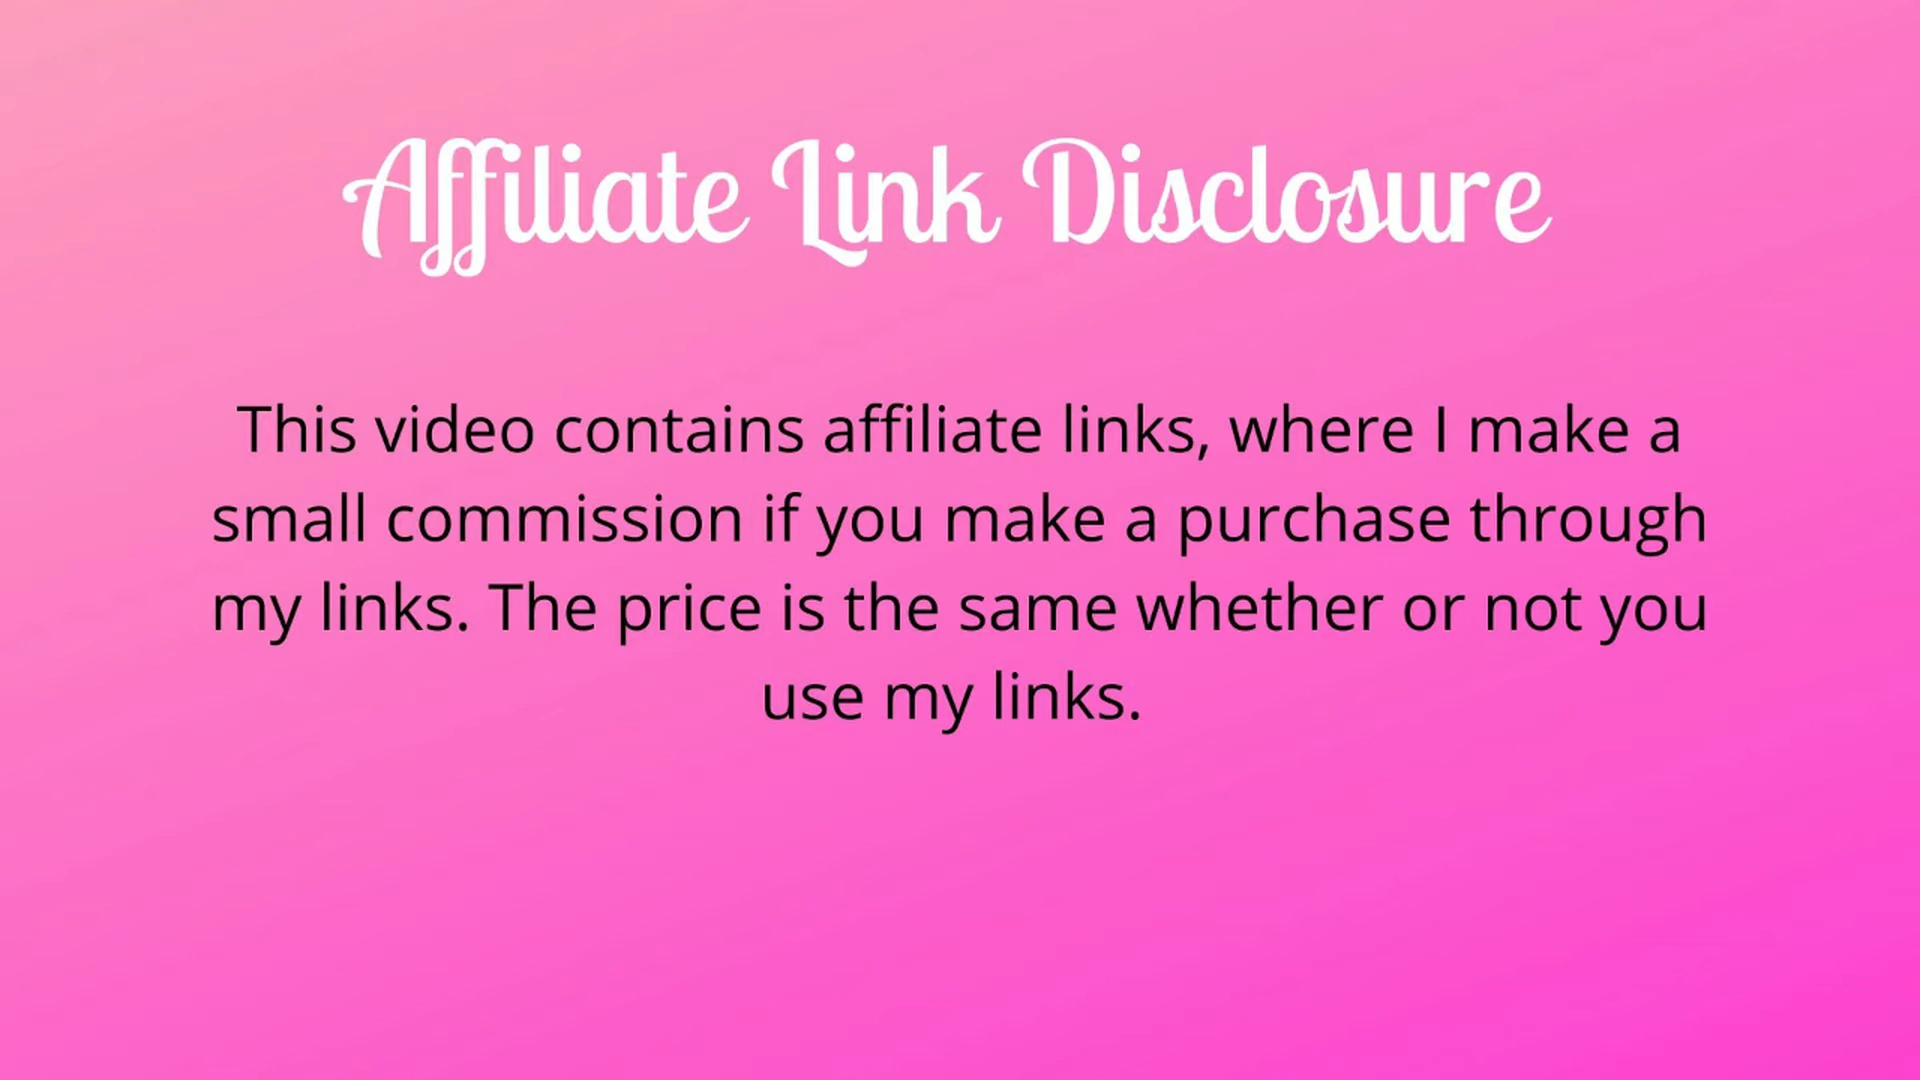 Affiliate Link Disclosure
This video contains affiliate links, where I make a
small commission if you make a purchase through
my links. The price is the same whether or not you
use my links.